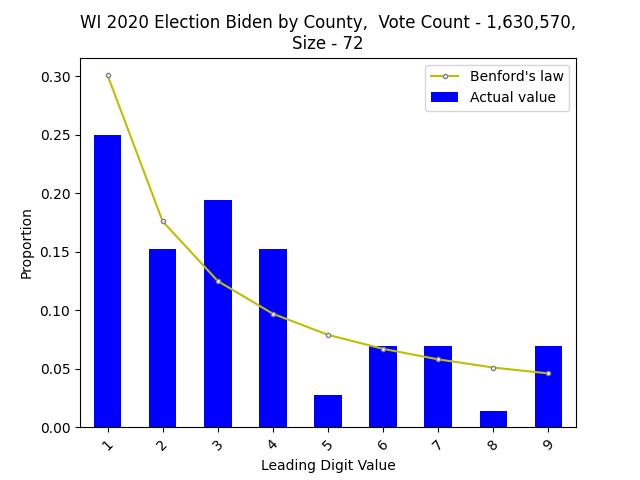 WI 2020 Election Biden by County,  Vote Count - 1,630,570,
Size - 72
Benford's law
Actual value
Proportion
0.30
0.25
0.20
0.15
0.10
0.05
0.00
1 2 3 4 5 6 7 8 9
Leading Digit Value